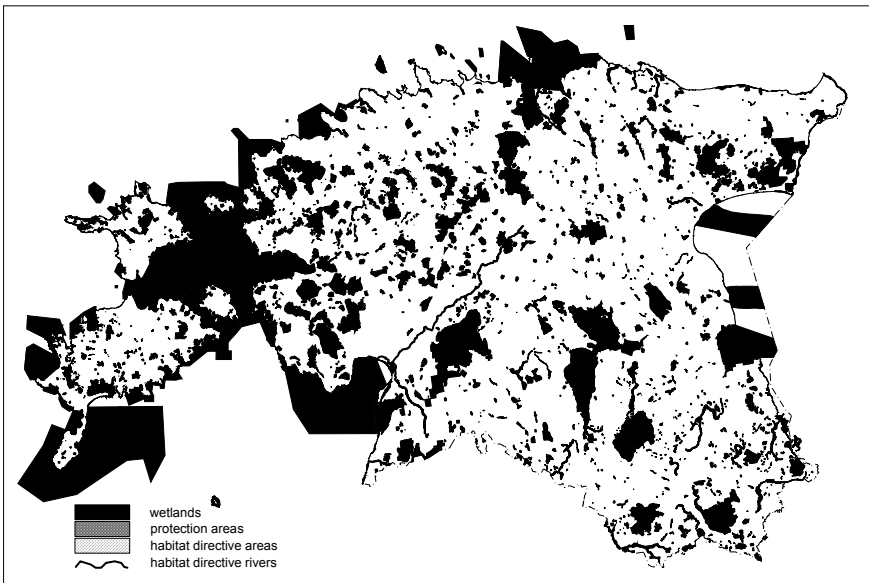 wetlands
protection areas
habitat directive areas
habitat directive rivers